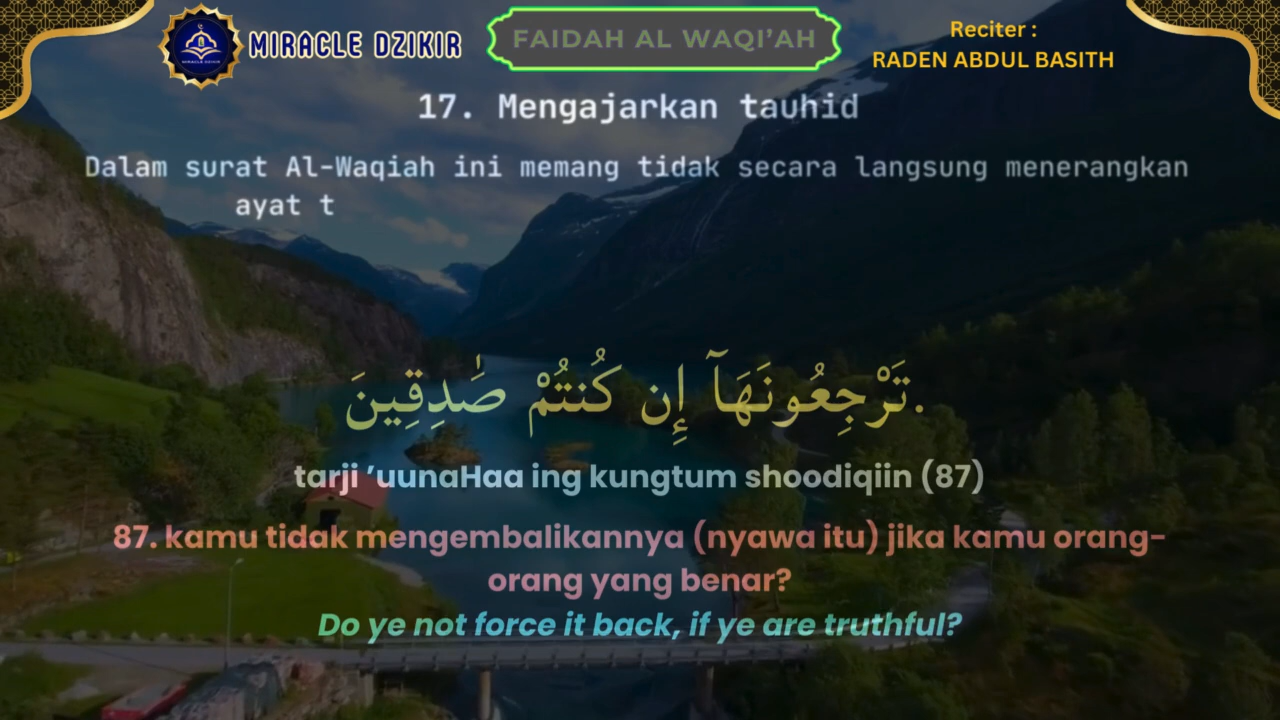 MIRACLE DZIKIR
FAIDAH AL WAQI’AH
Reciter :
RADEN ABDUL BASITH
17. Mengajarkan tauhid
Dalam surat Al-Waqiah ini memang tidak secara langsung menerangkan
ayat t
تَرْجِعُونَهَآ إِن كُنتُمْ صَٰدِقِينَ.
tarji ’uunaHaa ing kungtum shoodiqiin (87)
87. kamu tidak mengembalikannya (nyawa itu) jika kamu orang-
orang yang benar?
Do ye not force it back, if ye are truthful?